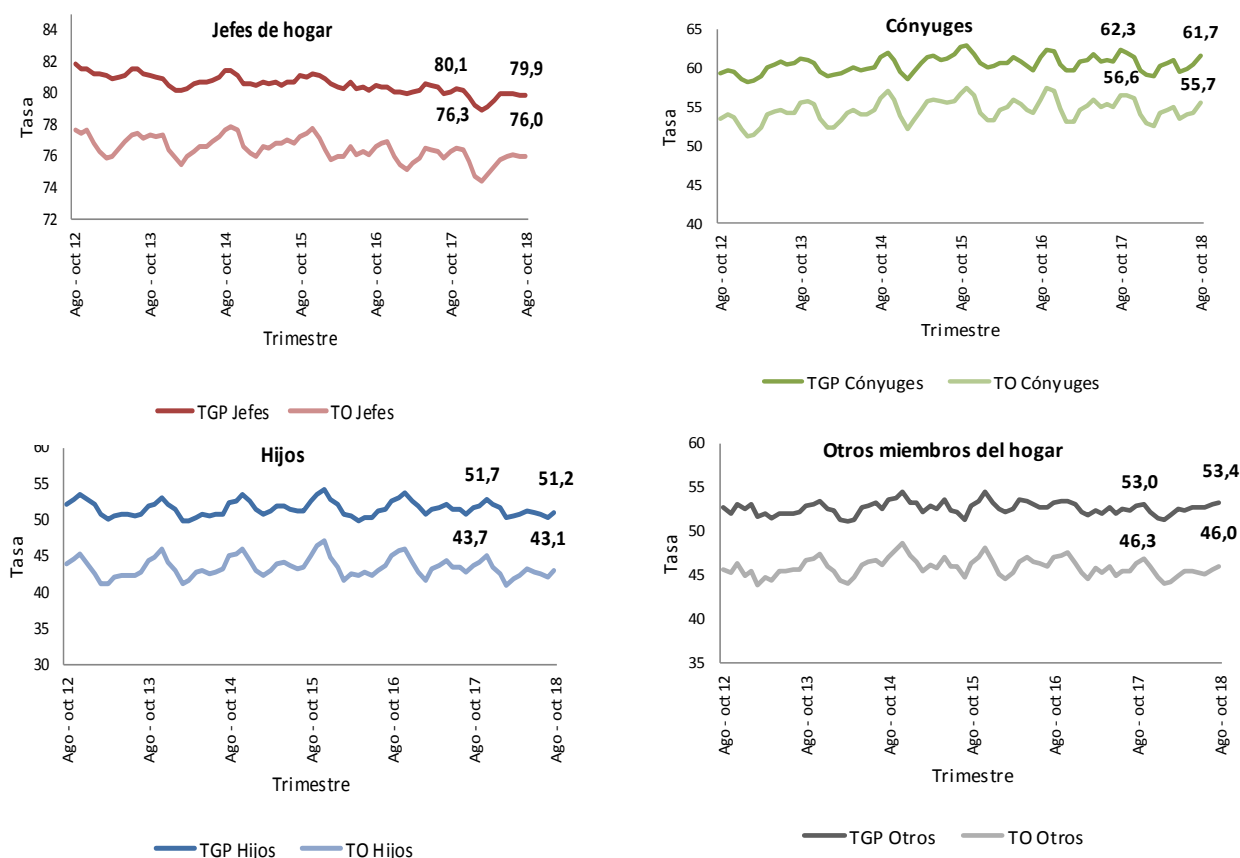 Jefes de hogar
84
82
80
78
76
74
72
Tasa
80,1
79,9
76,3
76,0
Ago - oct 12
Ago - oct 13
Ago - oct 14
Ago - oct 15
Ago - oct 16
Ago - oct 17
Ago - oct 18
Trimestre
TGP Jefes
TO Jefes
Cónyuges
65
60
55
50
45
40
Tasa
62,3
61,7
56,6
55,7
Ago - oct 12
Ago - oct 13
Ago - oct 14
Ago - oct 15
Ago - oct 16
Ago - oct 17
Ago - oct 18
Trimestre
TGP Cónyuges
TO Cónyuges
Hijos
60
55
50
45
40
35
30
Tasa
51,7
51,2
43,7
43,1
Ago - oct 12
Ago - oct 13
Ago - oct 14
Ago - oct 15
Ago - oct 16
Ago - oct 17
Ago - oct 18
Trimestre
TGP Hijos
TO Hijos
Otros miembros del hogar
60
55
50
45
40
35
Tasa
53,0
53,4
46,3
46,0
Ago - oct 12
Ago - oct 13
Ago - oct 14
Ago - oct 15
Ago - oct 16
Ago - oct 17
Ago - oct 18
Trimestre
TGP Otros
TO Otros